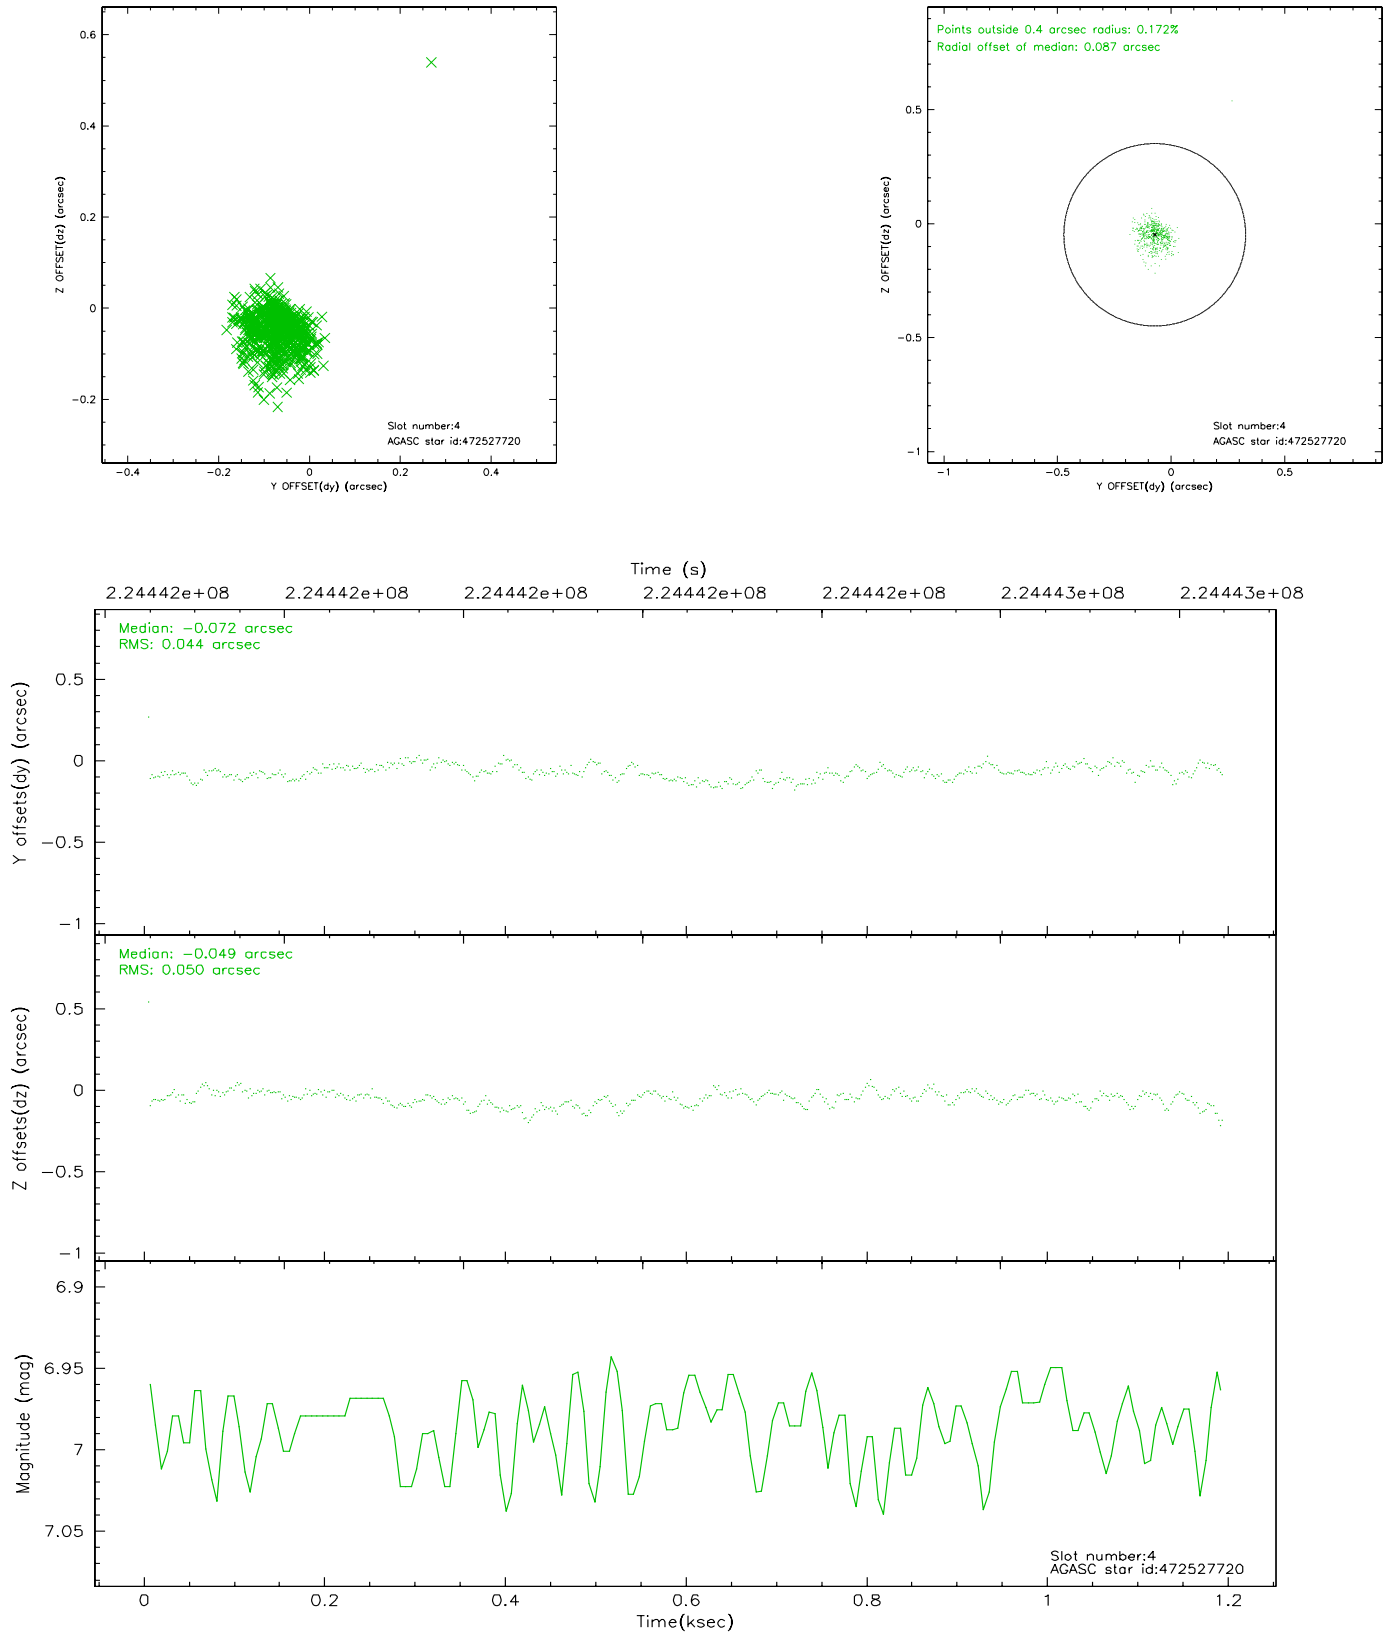 0.6
0.4
0.2
0
−0.2
−0.4
−0.2
0
0.2
0.4
Z OFFSET(dz) (arcsec)
Y OFFSET(dy) (arcsec)
Slot number:4
AGASC star id:472527720
Points outside 0.4 arcsec radius: 0.172%
Radial offset of median: 0.087 arcsec
0.5
0
−0.5
−1
−1
−0.5
0
0.5
Z OFFSET(dz) (arcsec)
Y OFFSET(dy) (arcsec)
Slot number:4
AGASC star id:472527720
Time (s)
2.24442e+08 2.24442e+08 2.24442e+08 2.24442e+08 2.24442e+08 2.24443e+08 2.24443e+08
Median: −0.072 arcsec
RMS: 0.044 arcsec
0.5
0
−0.5
−1
Y offsets(dy) (arcsec)
Median: −0.049 arcsec
RMS: 0.050 arcsec
0.5
0
−0.5
−1
Z offsets(dz) (arcsec)
6.9
6.95
7
7.05
Magnitude (mag)
Slot number:4
AGASC star id:472527720
0 0.2 0.4 0.6 0.8 1 1.2
Time(ksec)